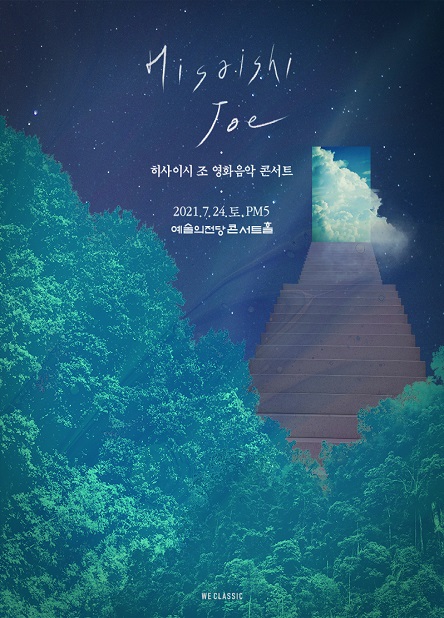 Hisaishi
Joe
히사이시 조 영화음악 콘서트
2021.7.24.토.PM5
예술의전당 콘서트홀
WE CLASSIC